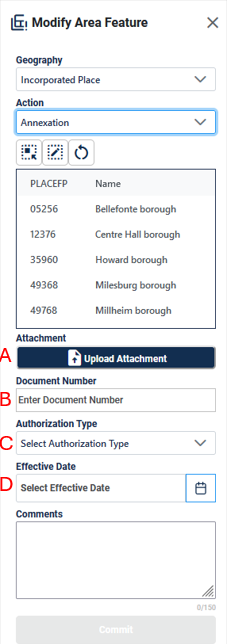 Modify Area Feature
Geography
Incorporated Place
Action
Annexation
PLACEFP Name
05256 Bellefonte borough
12376 Centre Hall borough
35960 Howard borough
49368 Milesburg borough
49768 Millheim borough
Attachment
A Upload Attachment
Document Number
B Enter Document Number
Authorization Type
C Select Authorization Type
Effective Date
D Select Effective Date
Comments
0/150
Commit